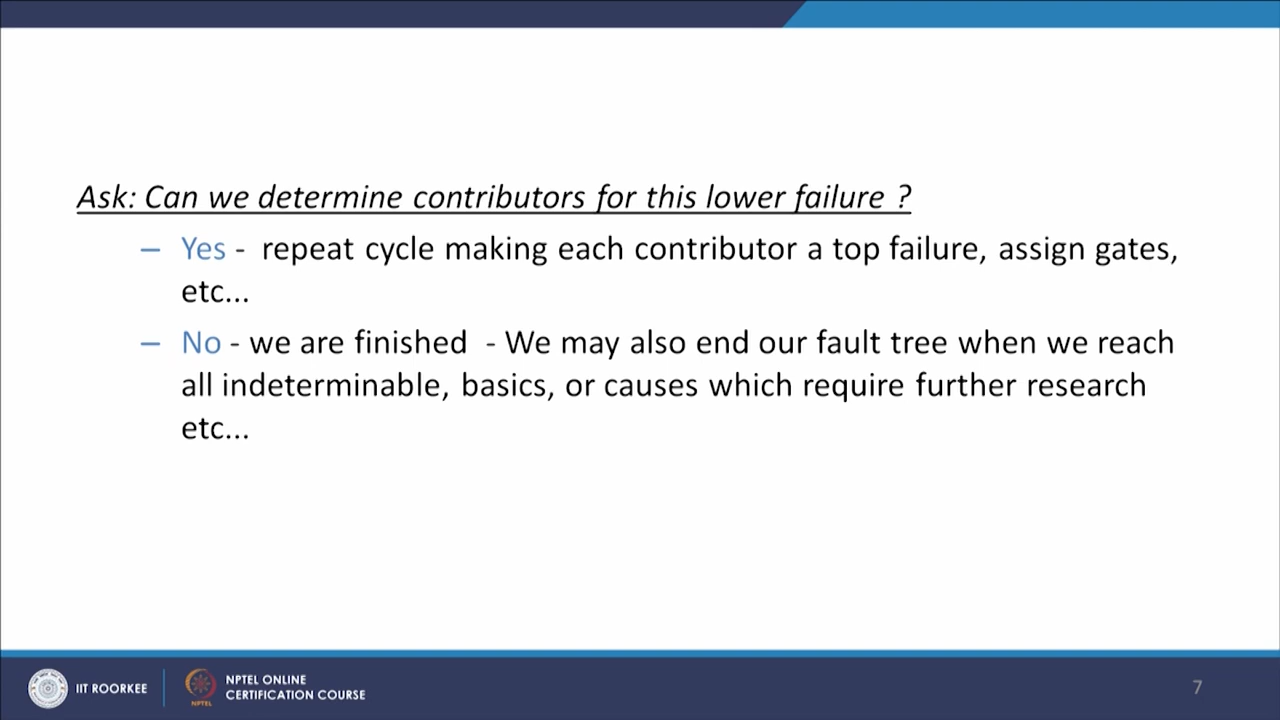 Ask: Can we determine contributors for this lower failure ?
– Yes - repeat cycle making each contributor a top failure, assign gates,
etc...
– No - we are finished - We may also end our fault tree when we reach
all indeterminable, basics, or causes which require further research
etc...
IIT ROORKEE
NPTEL
NPTEL ONLINE
CERTIFICATION COURSE
7